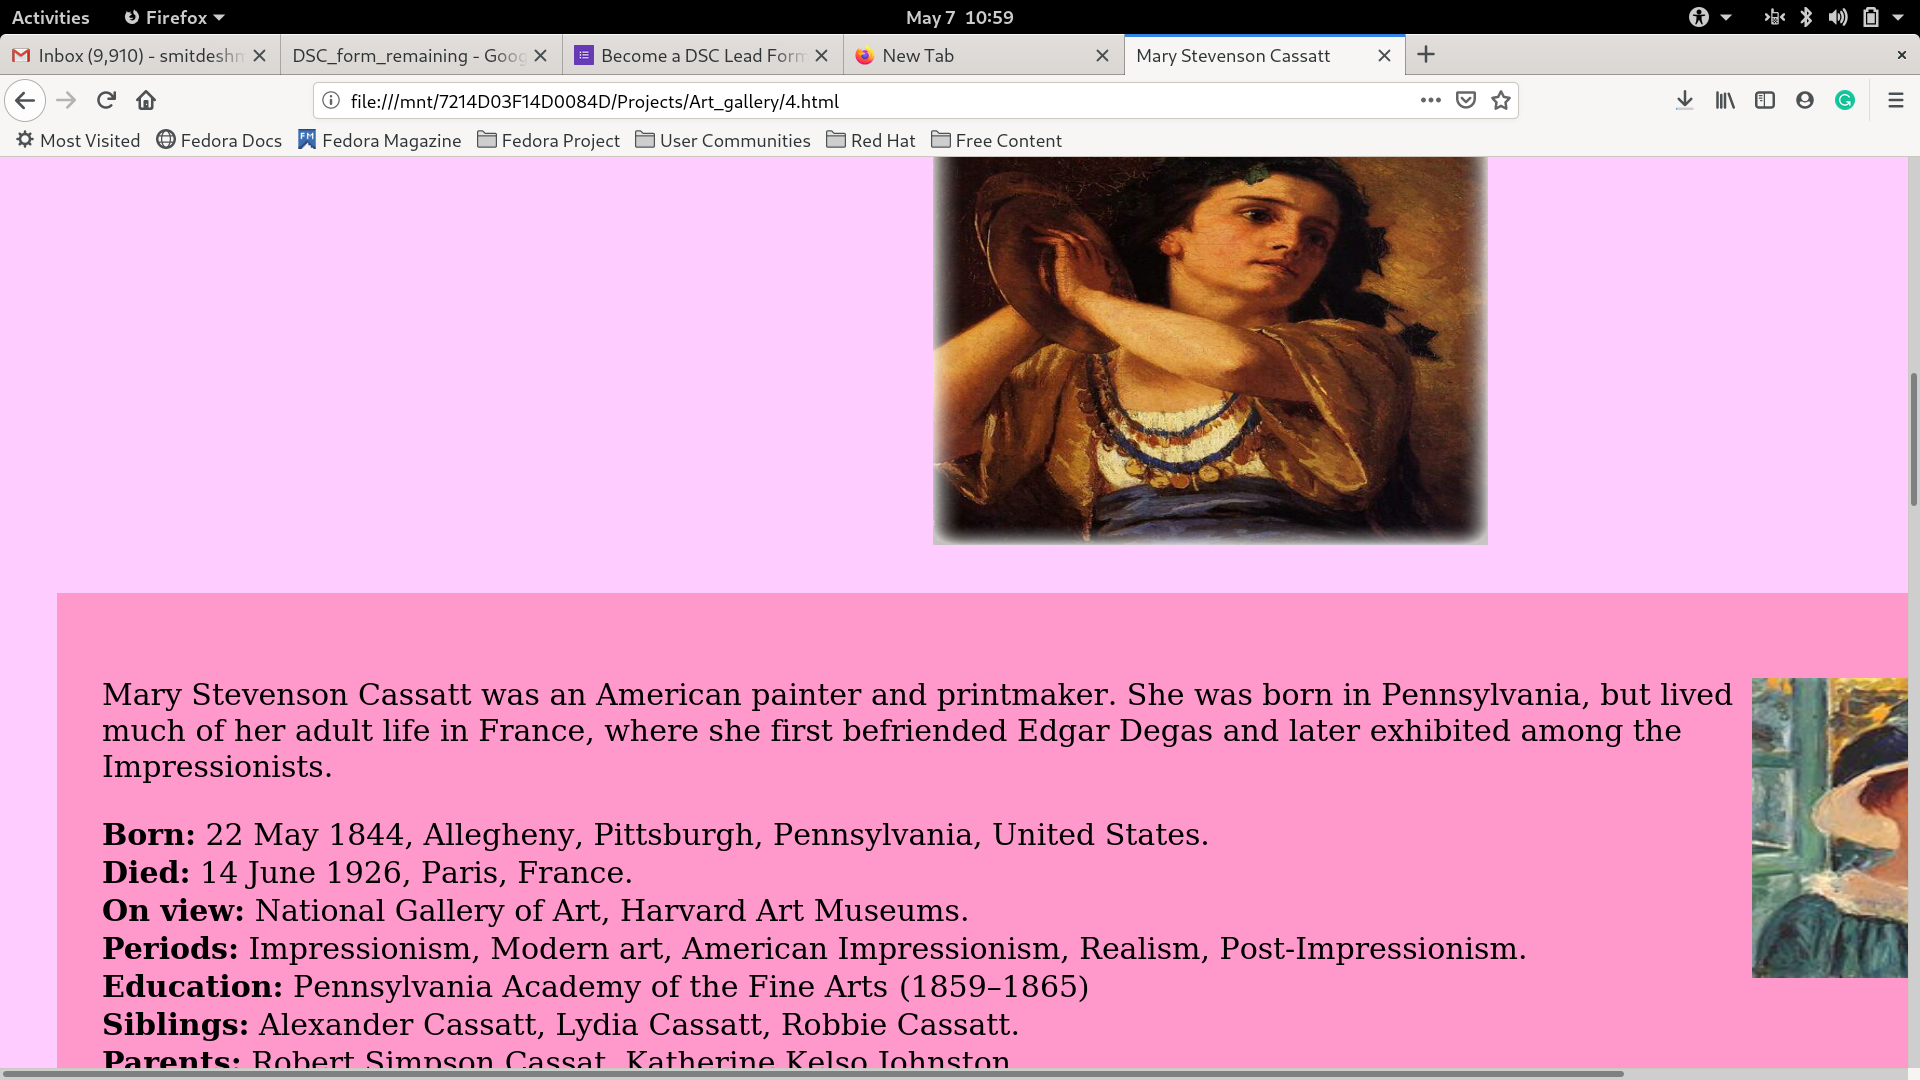 Activities Firefox May 7 10:59
Inbox (9,910) - smitdeshm DSC_form_remaining - Goog Become a DSC Lead Form New Tab Mary Stevenson Cassatt
file:///mnt/7214D03F14D0084D/Projects/Art_gallery/4.html
Most Visited Fedora Docs Fedora Magazine Fedora Project User Communities Red Hat Free Content
Mary Stevenson Cassatt was an American painter and printmaker. She was born in Pennsylvania, but lived
much of her adult life in France, where she first befriended Edgar Degas and later exhibited among the
Impressionists.
Born: 22 May 1844, Allegheny, Pittsburgh, Pennsylvania, United States.
Died: 14 June 1926, Paris, France.
On view: National Gallery of Art, Harvard Art Museums.
Periods: Impressionism, Modern art, American Impressionism, Realism, Post-Impressionism.
Education: Pennsylvania Academy of the Fine Arts (1859–1865)
Siblings: Alexander Cassatt, Lydia Cassatt, Robbie Cassatt.
Parents: Robert Simpson Cassat, Katherine Kelso Johnston